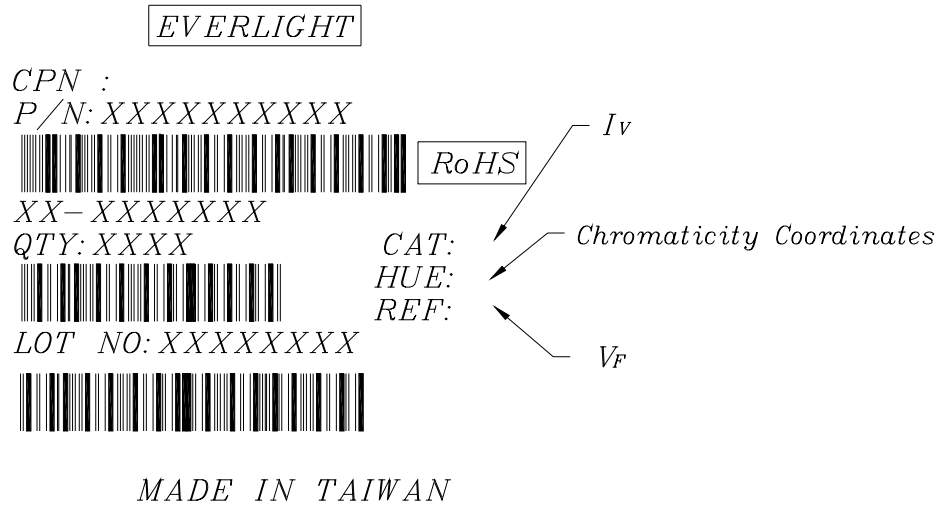 EVERLIGHT
CPN :
P/N: XXXXXXXXXX
RoHS
XX-XXXXXXX
QTY: XXXX
CAT:
HUE:
REF:
LOT NO: XXXXXXXX
MADE IN TAIWAN
IV
Chromaticity Coordinates
VF